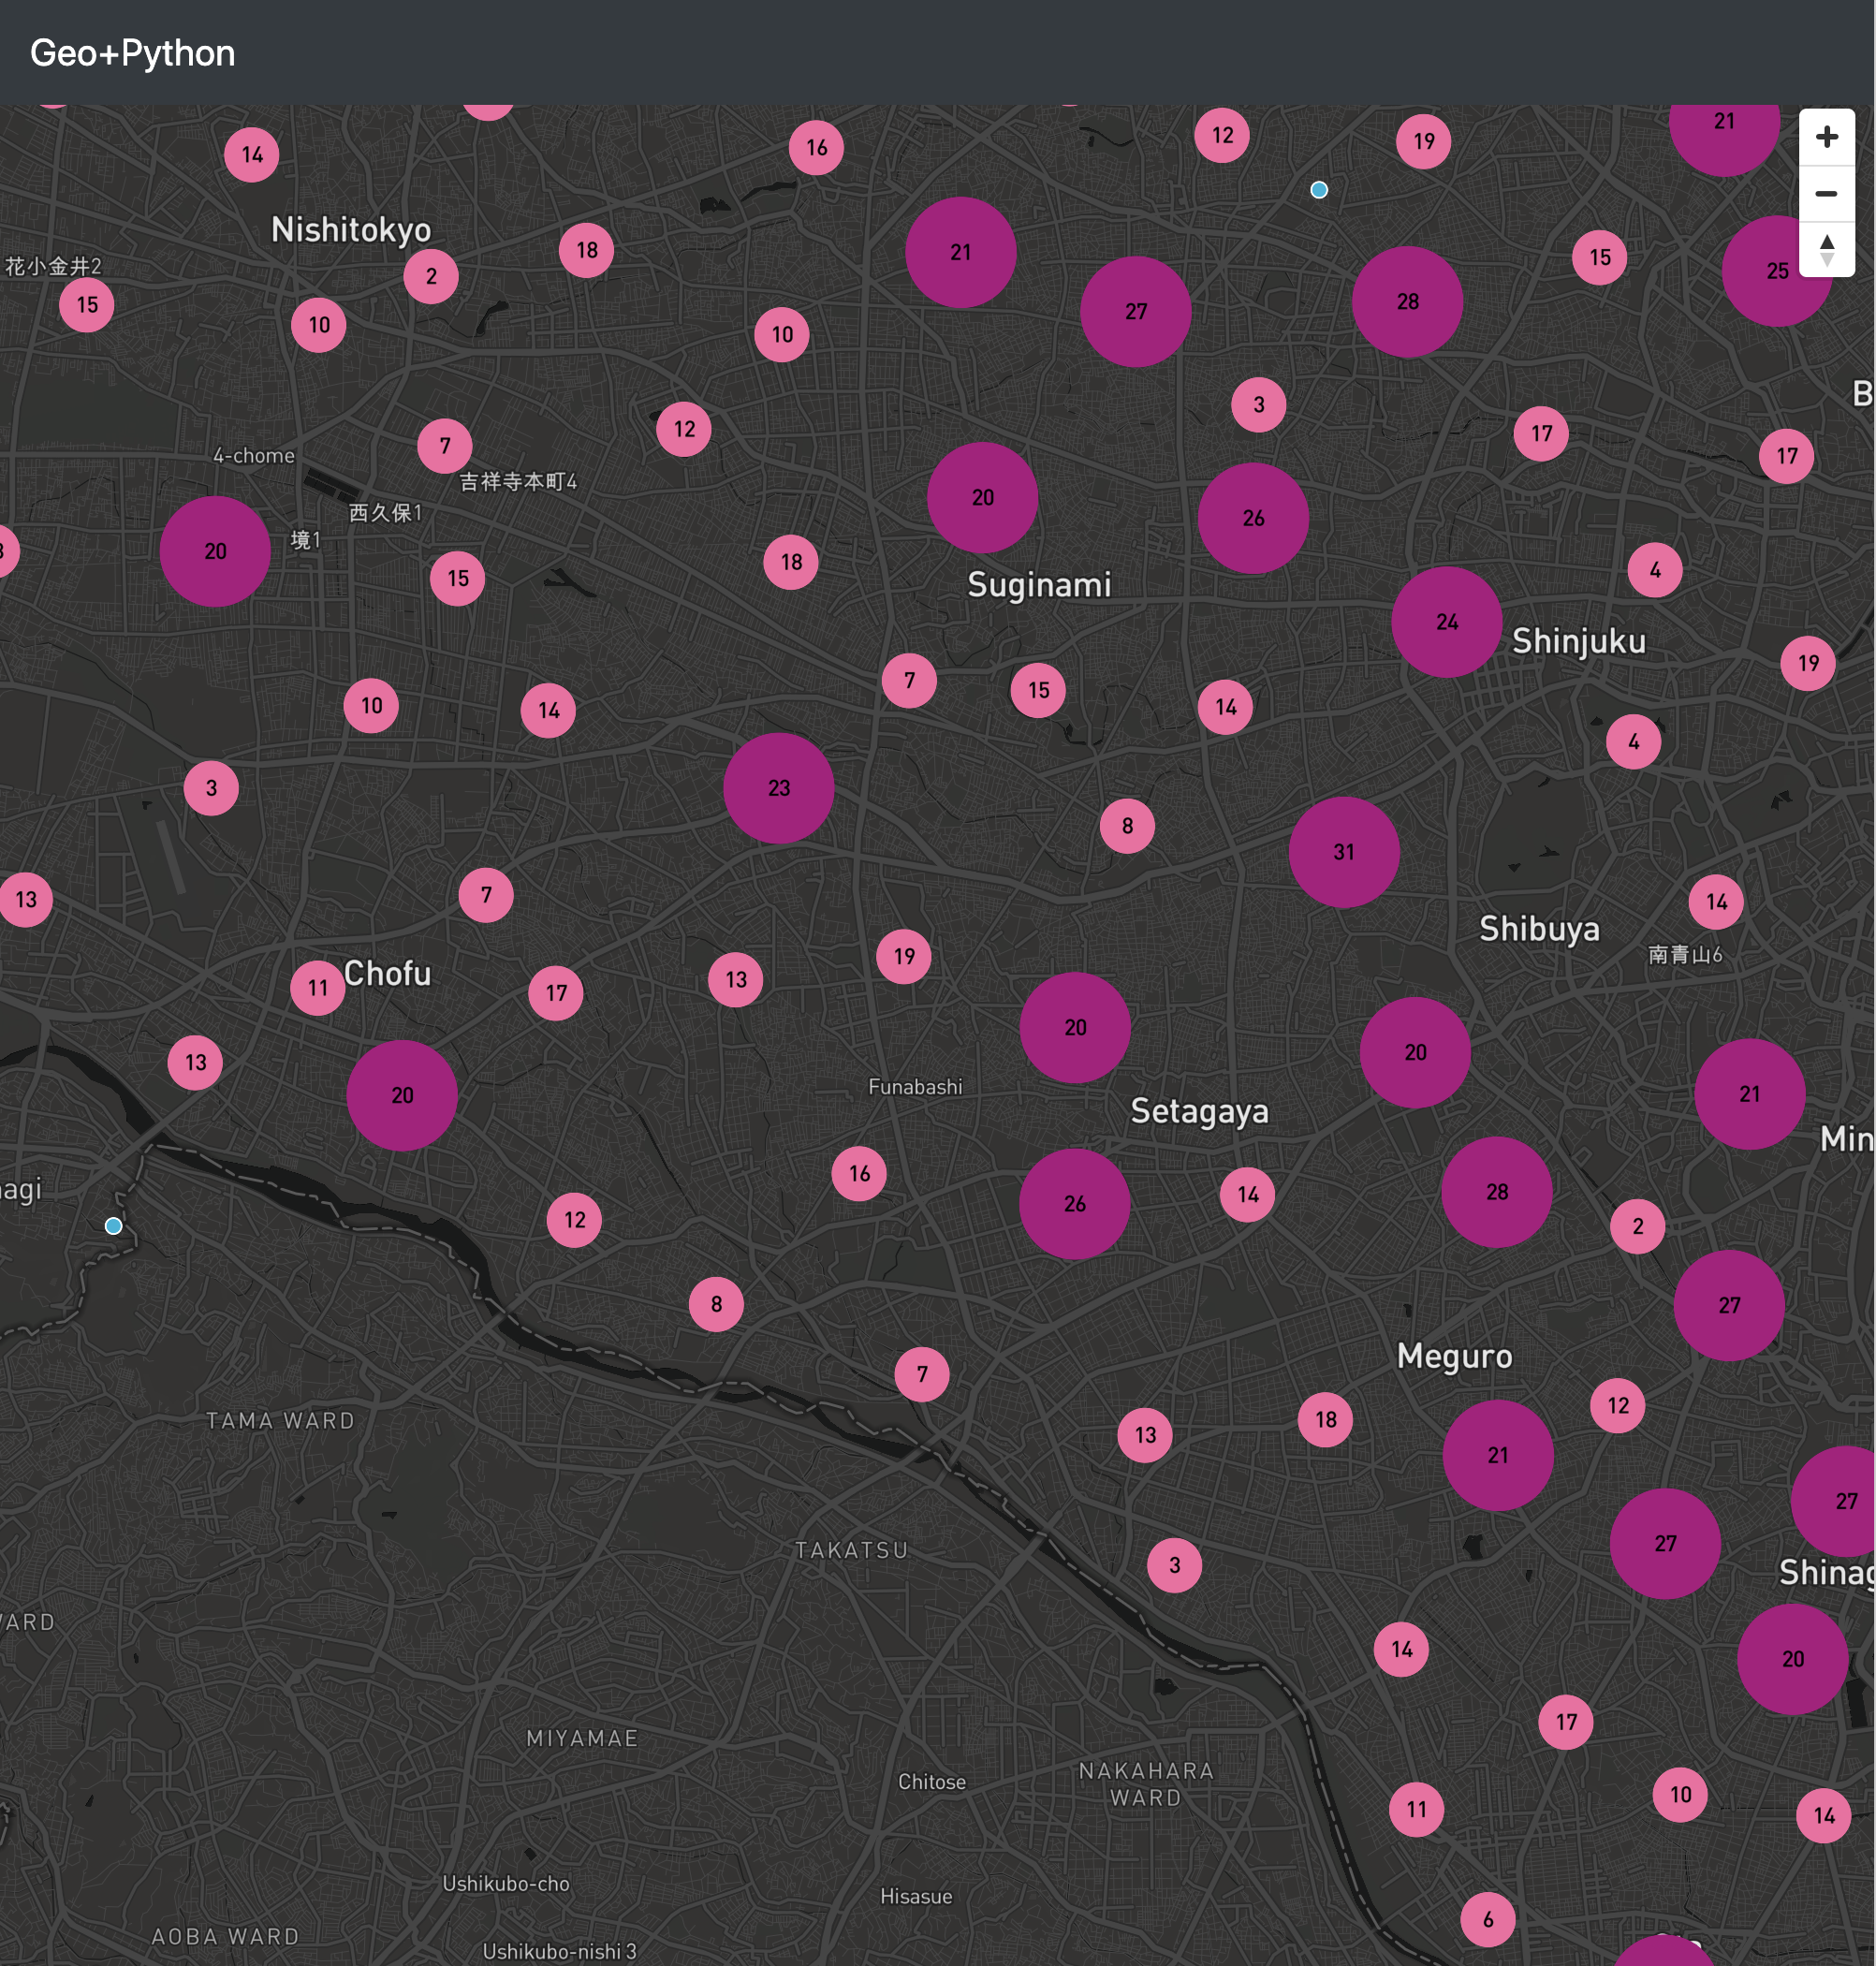 Geo+Python
21
12
19
14
16
Nishitokyo
18
21
15
花小金井2
2
25
28
15
27
10
10
3
7
12
17
4-chome
17
吉祥寺本町4
20
西久保1
26
境1
20
18
4
15
Suginami
24
Shinjuku
19
7
15
10
14
14
4
3
23
8
31
7
13
14
Shibuya
南青山6
19
Chofu
13
11
17
20
20
13
Funabashi
20
21
Setagaya
Min
16
agi
28
14
26
12
2
8
27
Meguro
7
12
TAMA WARD
18
13
21
27
TAKATSU
27
3
Shinag
ARD
14
20
17
MIYAMAE
NAKAHARA
WARD
Chitose
10
11
14
Ushikubo-cho
Hisasue
6
AOBA WARD
Ushikubo-nishi 3